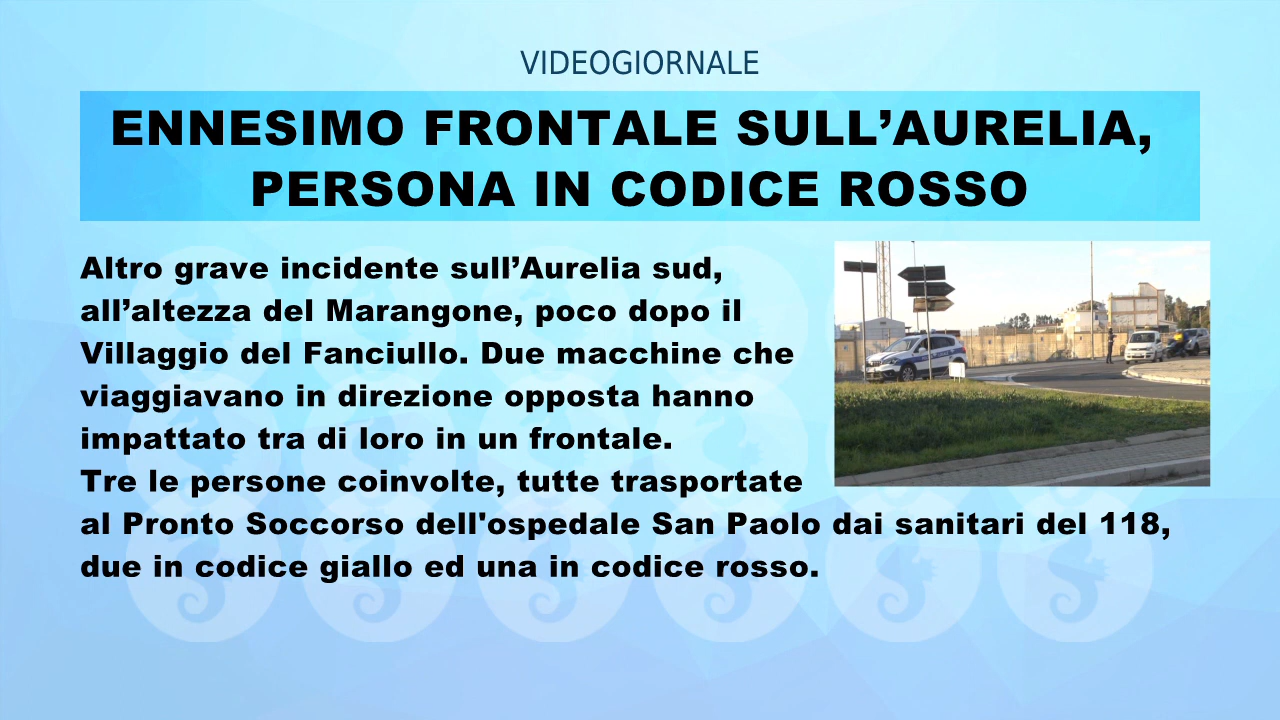 VIDEOGIORNALE
ENNESIMO FRONTALE SULL’AURELIA,
PERSONA IN CODICE ROSSO
Altro grave incidente sull’Aurelia sud,
all’altezza del Marangone, poco dopo il
Villaggio del Fanciullo. Due macchine che
viaggiavano in direzione opposta hanno
impattato tra di loro in un frontale.
Tre le persone coinvolte, tutte trasportate
al Pronto Soccorso dell'ospedale San Paolo dai sanitari del 118,
due in codice giallo ed una in codice rosso.